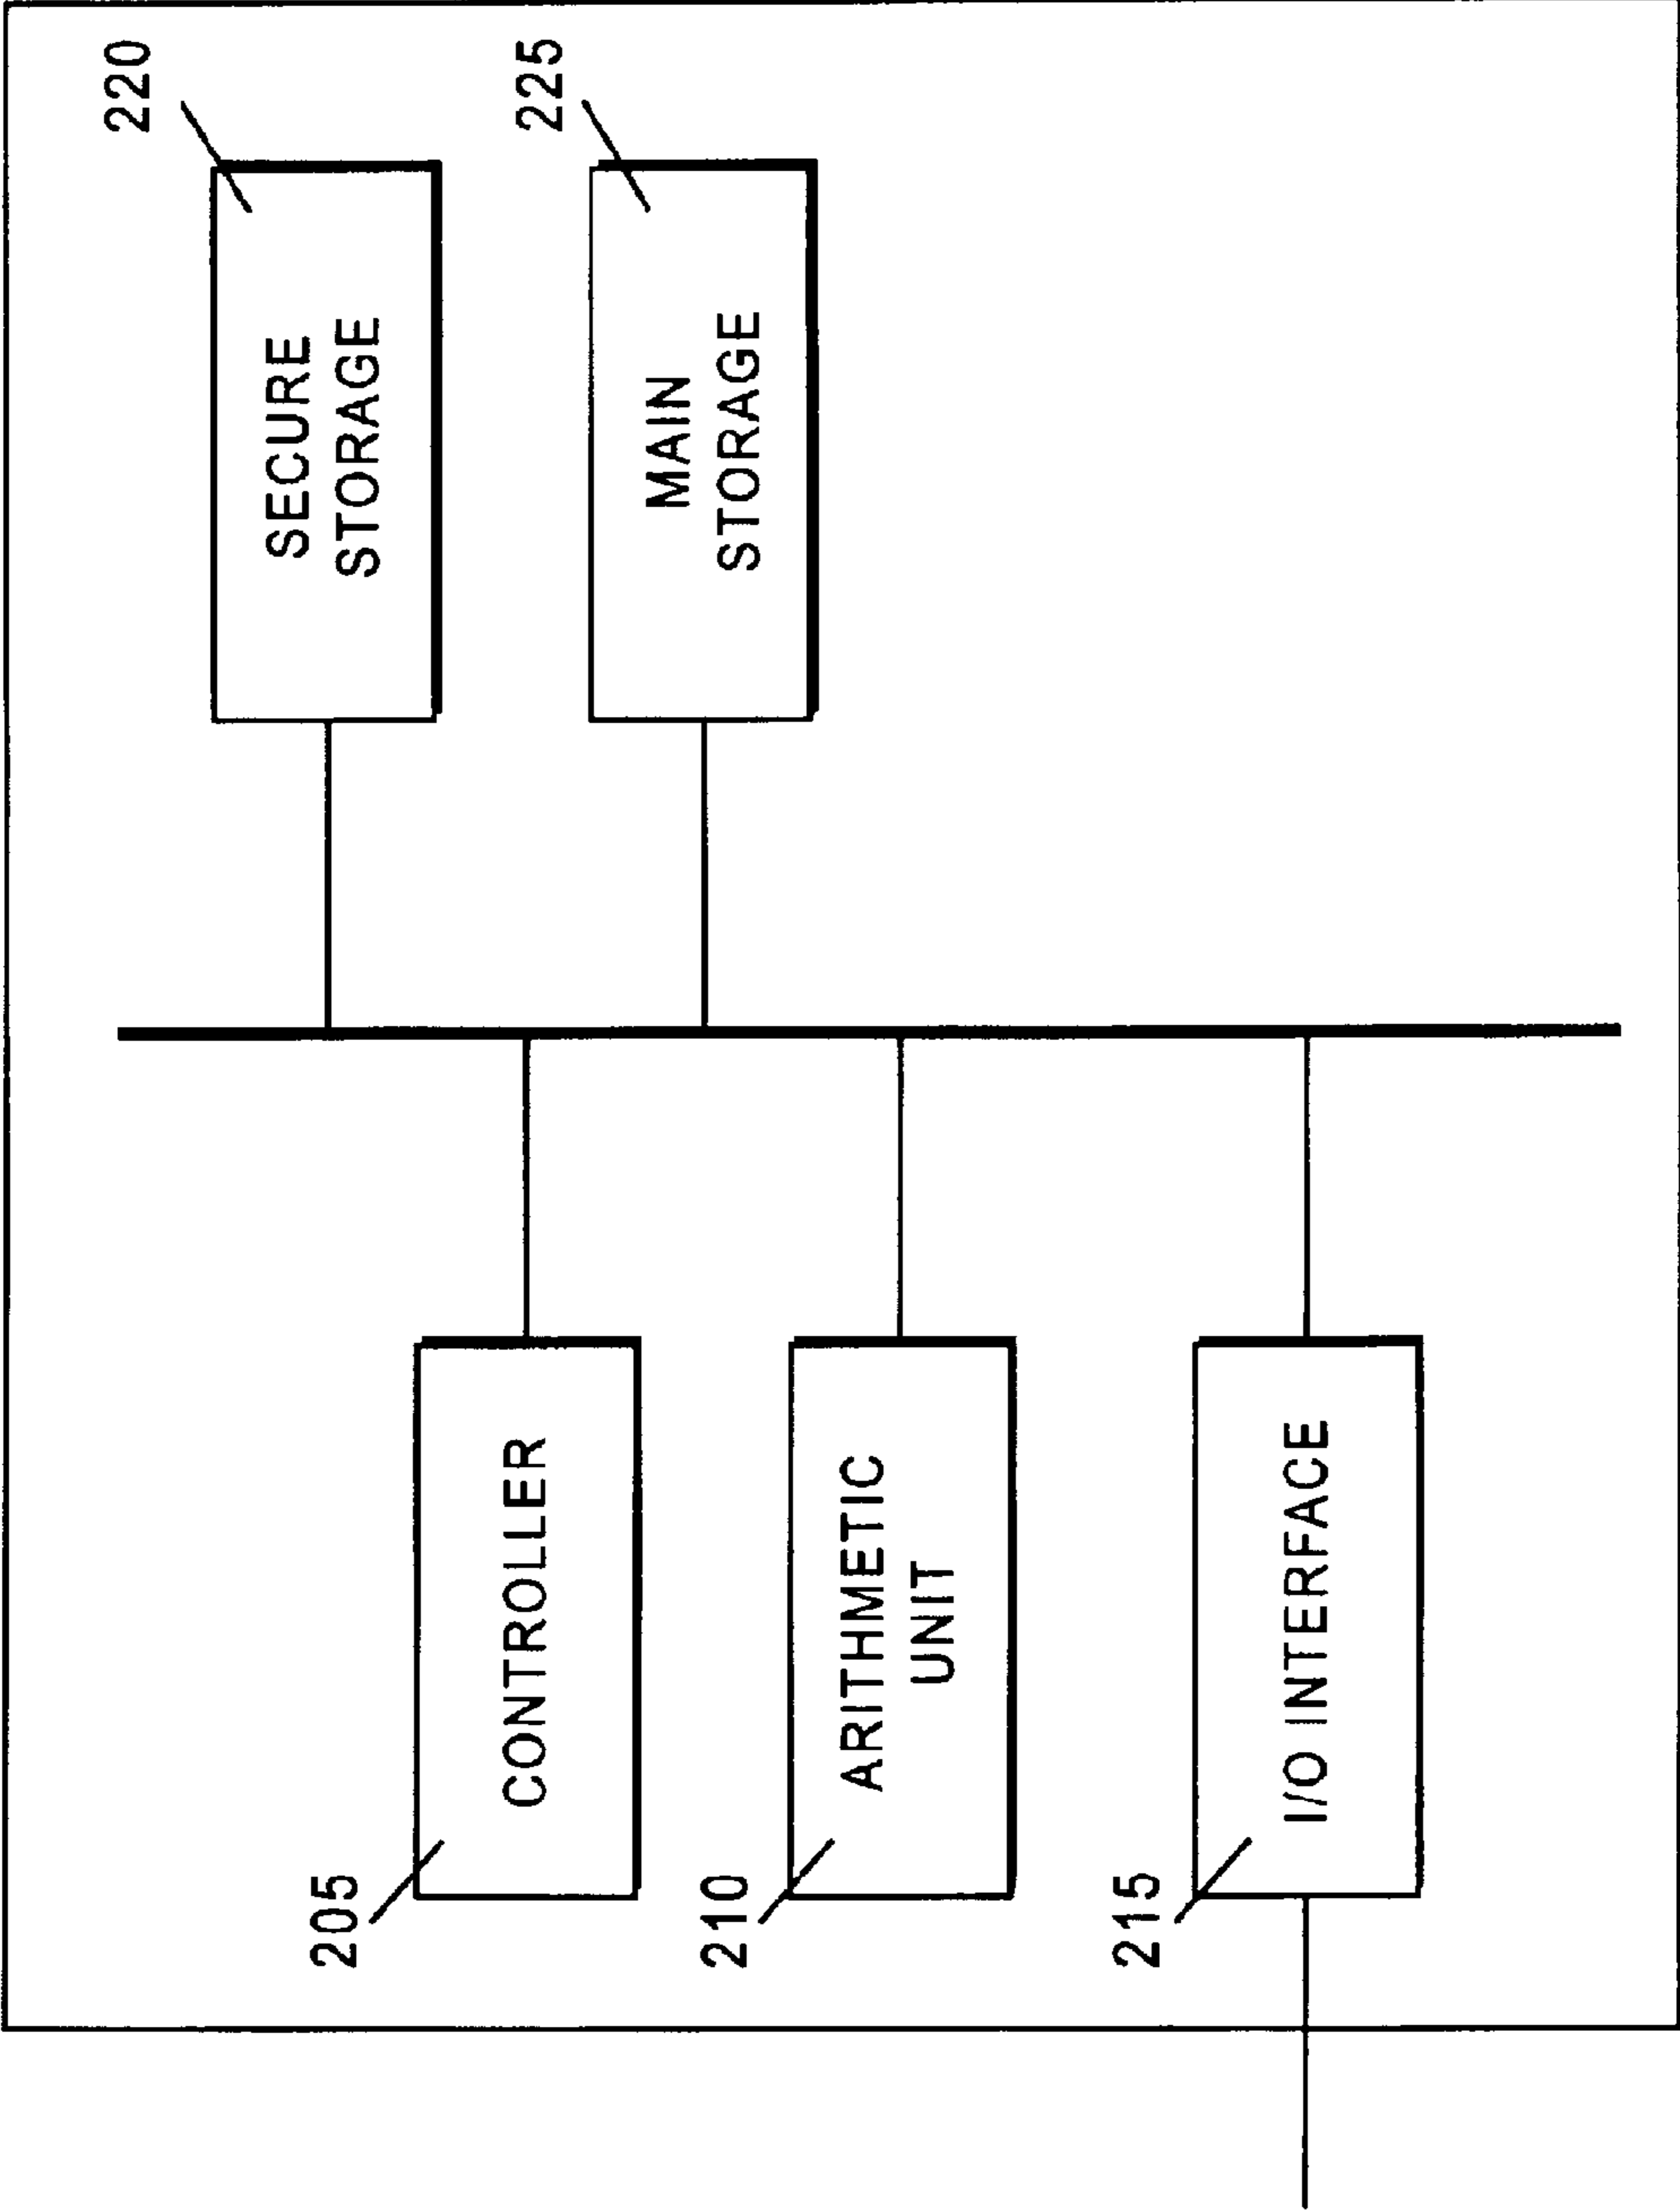 205
CONTROLLER
210
ARITHMETIC
UNIT
215
I/O INTERFACE
220
SECURE
STORAGE
225
MAIN
STORAGE